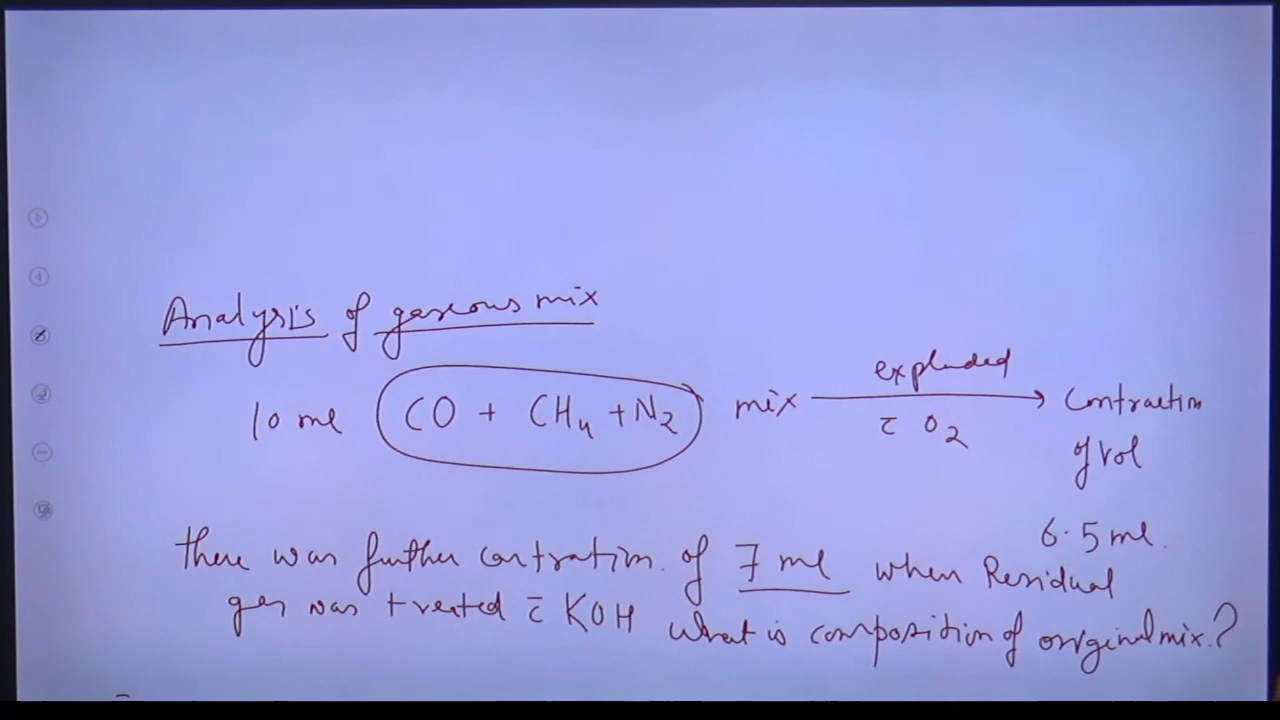 Analysis of gaseous mix
10 ml CO + CH4 + N2 mix exploded c̄ O2 → contraction of vol 6.5 ml.
there was further contration. of 7 ml when Residual
gas was treated c̄ KOH what is composition of original mix.?